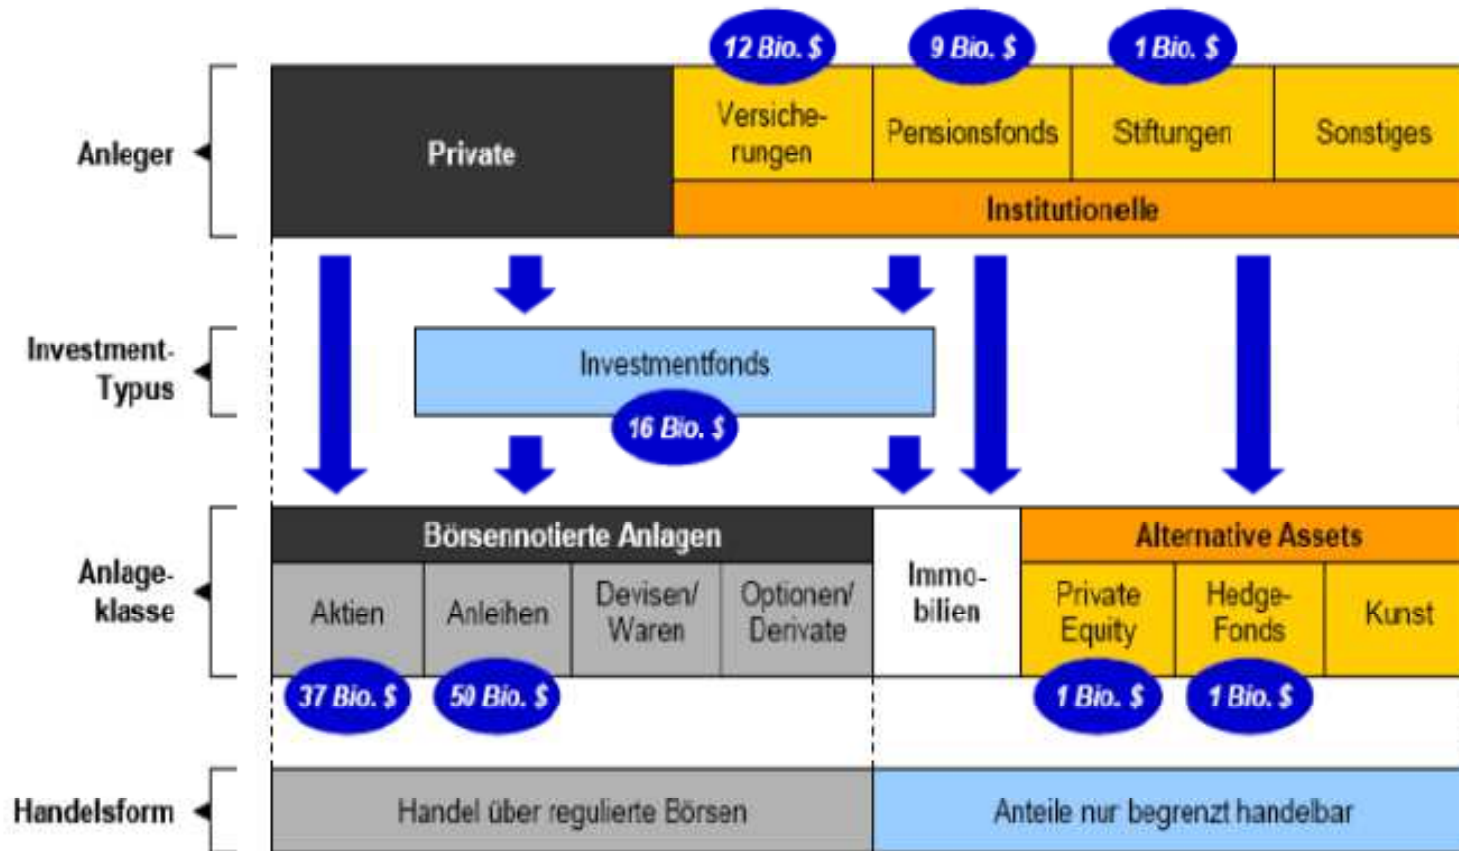 12 Bio. $
9 Bio. $
1 Bio. $
Anleger
Private
Versiche-
rungen
Pensionsfonds
Stiftungen
Sonstiges
Institutionelle
Investment-
Typus
Investmentfonds
16 Bio. $
Anlage-
klasse
Börsennotierte Anlagen
Aktien
Anleihen
Devisen/
Waren
Optionen/
Derivate
Immo-
bilien
Alternative Assets
Private
Equity
Hedge-
Fonds
Kunst
37 Bio. $
50 Bio. $
1 Bio. $
1 Bio. $
Handelsform
Handel über regulierte Börsen
Anteile nur begrenzt handelbar